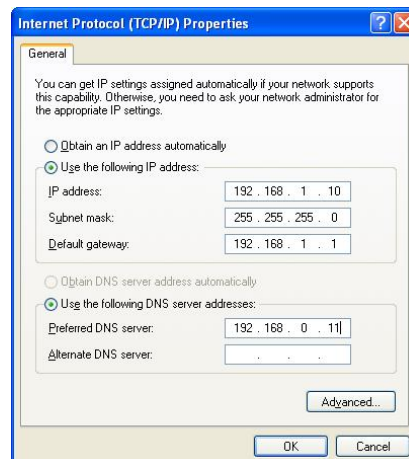 Internet Protocol (TCP/IP) Properties
General
You can get IP settings assigned automatically if your network supports
this capability. Otherwise, you need to ask your network administrator for
the appropriate IP settings.
Obtain an IP address automatically
Use the following IP address:
IP address: 192 . 168 . 1 . 10
Subnet mask: 255 . 255 . 255 . 0
Default gateway: 192 . 168 . 1 . 1
Obtain DNS server address automatically
Use the following DNS server addresses:
Preferred DNS server: 192 . 168 . 0 . 11
Alternate DNS server: . . .
Advanced...
OK Cancel